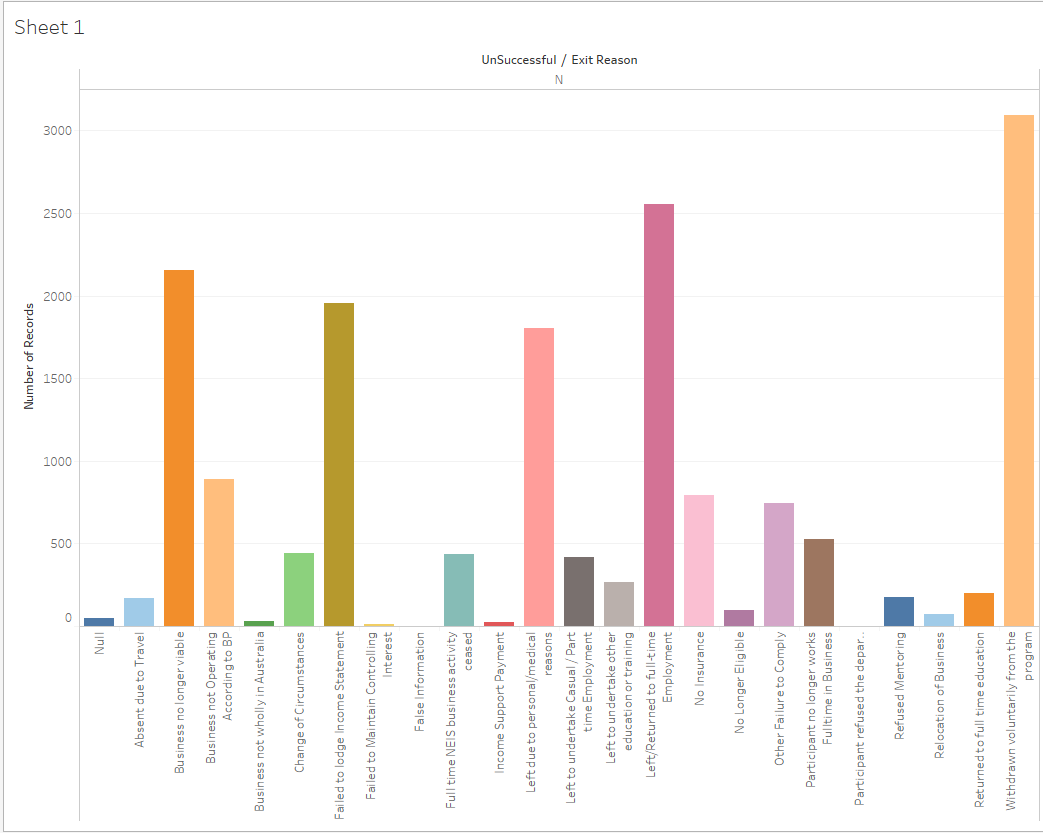 Sheet 1
UnSuccessful / Exit Reason
N
Number of Records
3000
2500
2000
1500
1000
500
0
Null
Absent due to Travel
Business no longer viable
Business not Operating
According to BP
Business not wholly in Australia
Change of Circumstances
Failed to lodge Income Statement
Failed to Maintain Controlling
Interest
False Information
Full time NEIS business activity
ceased
Income Support Payment
Left due to personal/medical
reasons
Left to undertake Casual / Part
time Employment
Left to undertake other
education or training
Left/Returned to full-time
Employment
No Insurance
No Longer Eligible
Other Failure to Comply
Participant no longer works
Fulltime in Business
Participant refused the depar..
Refused Mentoring
Relocation of Business
Returned to full time education
Withdrawn voluntarily from the
program